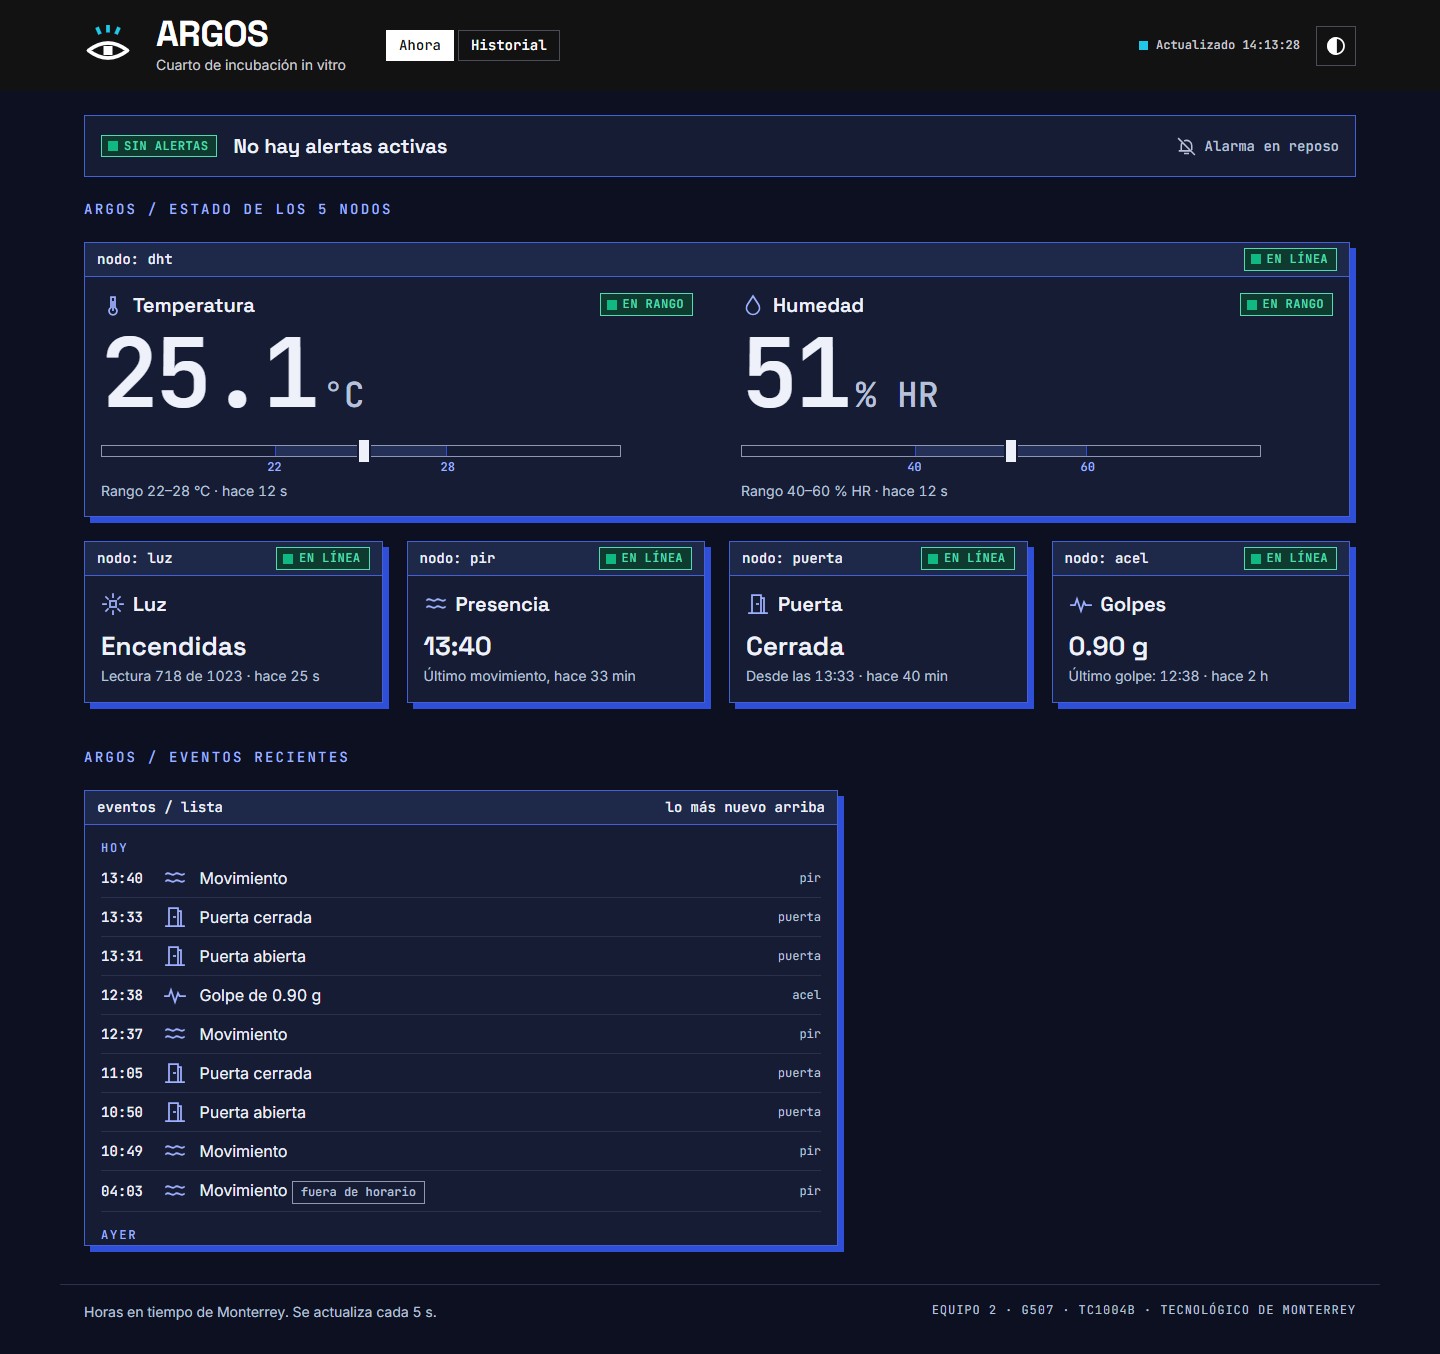 ARGOS
Cuarto de incubación in vitro
Ahora
Historial
Actualizado 14:13:28
SIN ALERTAS
No hay alertas activas
Alarma en reposo
ARGOS / ESTADO DE LOS 5 NODOS
nodo: dht
EN LÍNEA
Temperatura
EN RANGO
25.1 °C
22
28
Rango 22–28 °C · hace 12 s
Humedad
EN RANGO
51 % HR
40
60
Rango 40–60 % HR · hace 12 s
nodo: luz
EN LÍNEA
Luz
Encendidas
Lectura 718 de 1023 · hace 25 s
nodo: pir
EN LÍNEA
Presencia
13:40
Último movimiento, hace 33 min
nodo: puerta
EN LÍNEA
Puerta
Cerrada
Desde las 13:33 · hace 40 min
nodo: acel
EN LÍNEA
Golpes
0.90 g
Último golpe: 12:38 · hace 2 h
ARGOS / EVENTOS RECIENTES
eventos / lista
lo más nuevo arriba
HOY
13:40 Movimiento pir
13:33 Puerta cerrada puerta
13:31 Puerta abierta puerta
12:38 Golpe de 0.90 g acel
12:37 Movimiento pir
11:05 Puerta cerrada puerta
10:50 Puerta abierta puerta
10:49 Movimiento pir
04:03 Movimiento fuera de horario pir
AYER
Horas en tiempo de Monterrey. Se actualiza cada 5 s.
EQUIPO 2 · G507 · TC1004B · TECNOLÓGICO DE MONTERREY